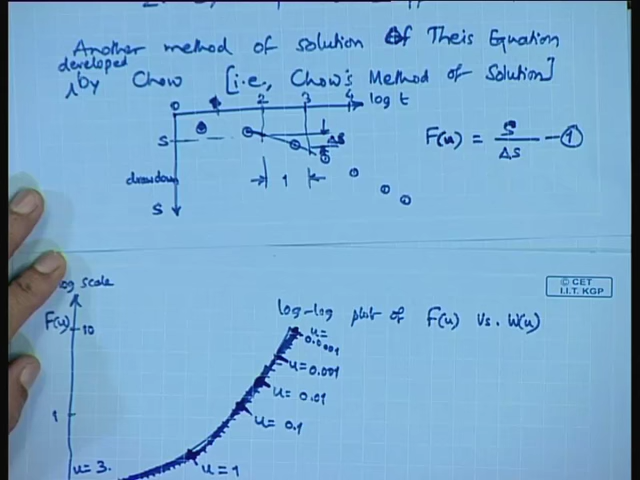 Another method of solution Of Theis Equation
developed
by Chow [i.e., Chow's Method of Solution]
0 2 3 4 log t
S ΔS F(u) = S / ΔS - 1
drawdown 1
S
© CET
I.I.T. KGP
log scale
log-log plot of F(u) Vs. W(u)
F(u) 10 u = 0.0001
u = 0.001
u = 0.01
1 u = 0.1
u = 3. u = 1